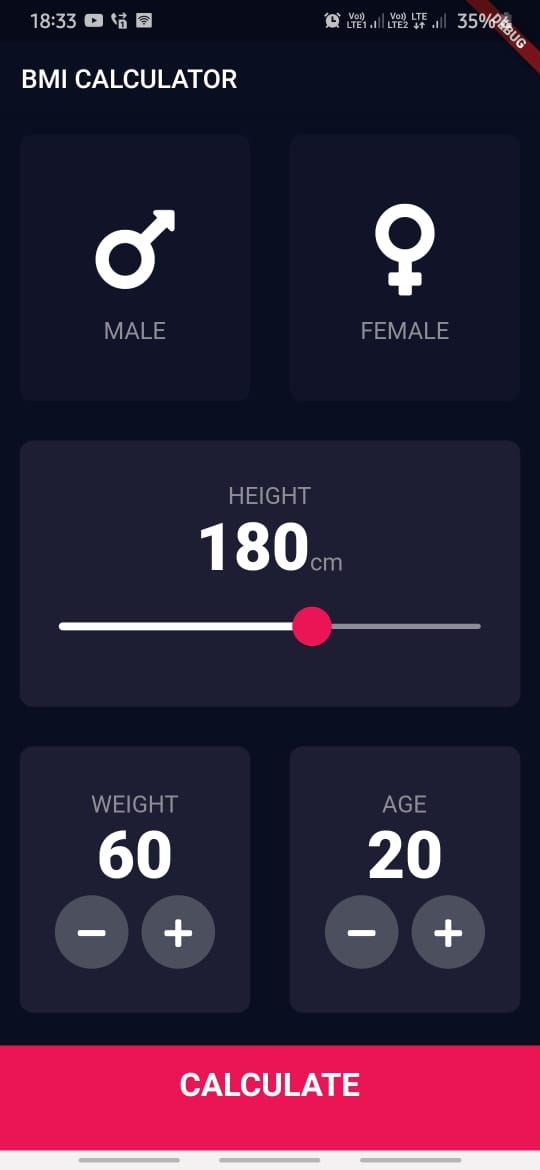 18:33
Vo)) LTE1 Vo)) LTE LTE2 35%
DEBUG
BMI CALCULATOR
MALE FEMALE
HEIGHT
180cm
WEIGHT AGE
60 20
CALCULATE